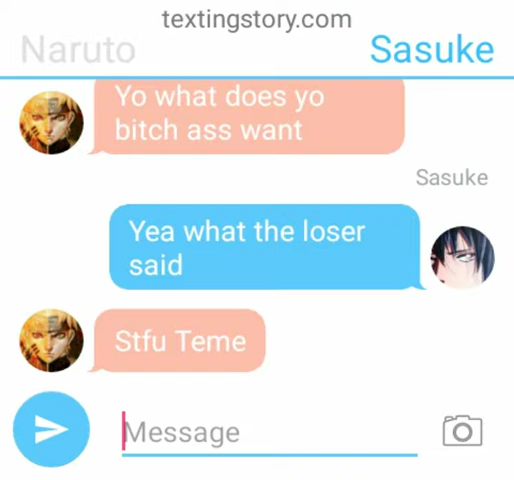 textingstory.com
Naruto
Sasuke
Yo what does yo
bitch ass want
Sasuke
Yea what the loser
said
Stfu Teme
Message